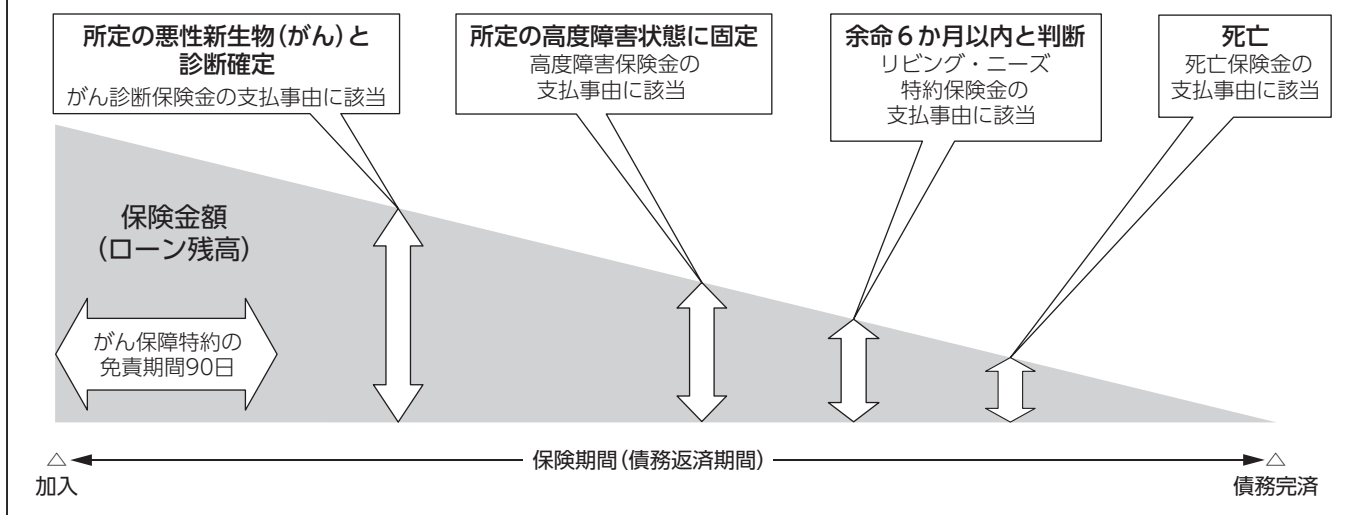 所定の悪性新生物(がん)と
診断確定
がん診断保険金の支払事由に該当
所定の高度障害状態に固定
高度障害保険金の
支払事由に該当
余命6か月以内と判断
リビング・ニーズ
特約保険金の
支払事由に該当
死亡
死亡保険金の
支払事由に該当
保険金額
(ローン残高)
がん保障特約の
免責期間90日
保険期間(債務返済期間)
△
加入
△
債務完済